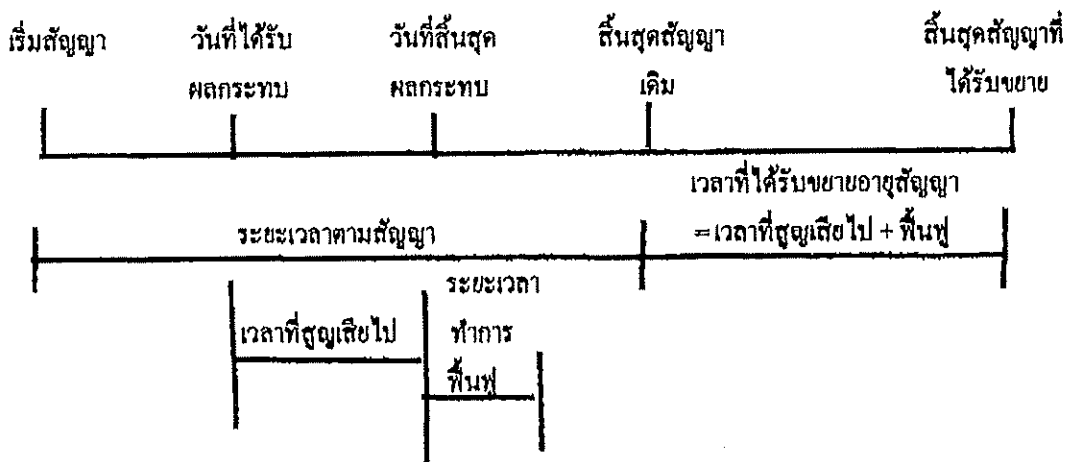 เริ่มสัญญา วันที่ได้รับ วันที่สิ้นสุด สิ้นสุดสัญญา สิ้นสุดสัญญาที่
ผลกระทบ ผลกระทบ เดิม ได้รับขยาย
เวลาที่ได้รับขยายอายุสัญญา
ระยะเวลาตามสัญญา =เวลาที่สูญเสียไป + ฟื้นฟู
ระยะเวลา
เวลาที่สูญเสียไป ทำการ
ฟื้นฟู